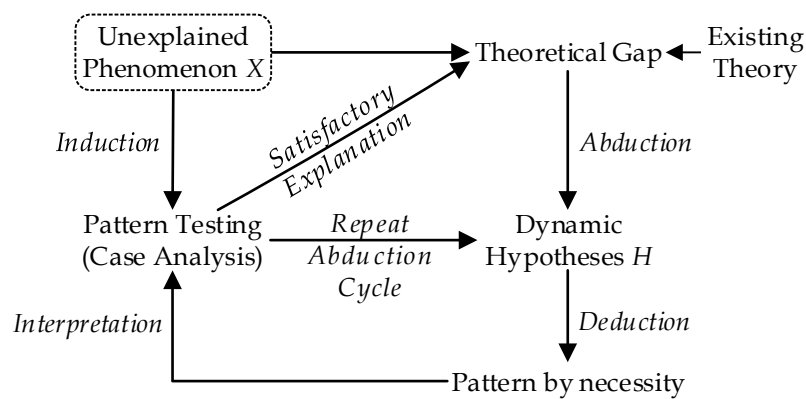 Unexplained
Phenomenon X
Theoretical Gap
Existing
Theory
Induction
Satisfactory
Explanation
Abduction
Pattern Testing
(Case Analysis)
Repeat
Abduction
Cycle
Dynamic
Hypotheses H
Interpretation
Deduction
Pattern by necessity